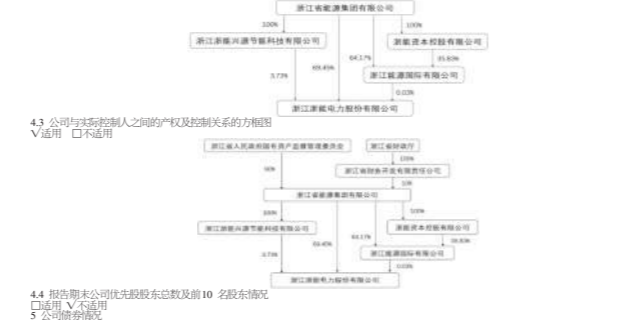 浙江省能源集团有限公司
100%
100%
浙江浙能兴源节能科技有限公司
浙能资本控股有限公司
69.45%
64.17%
35.83%
3.73%
浙江能源国际有限公司
0.03%
浙江浙能电力股份有限公司
4.3 公司与实际控制人之间的产权及控制关系的方框图
√适用 □不适用
浙江省人民政府国有资产监督管理委员会
浙江省财政厅
100%
90%
浙江省财务开发有限责任公司
10%
浙江省能源集团有限公司
100%
100%
浙江浙能兴源节能科技有限公司
浙能资本控股有限公司
69.45%
64.17%
35.83%
3.73%
浙江能源国际有限公司
0.03%
浙江浙能电力股份有限公司
4.4 报告期末公司优先股股东总数及前10 名股东情况
□适用 √不适用
5 公司债券情况